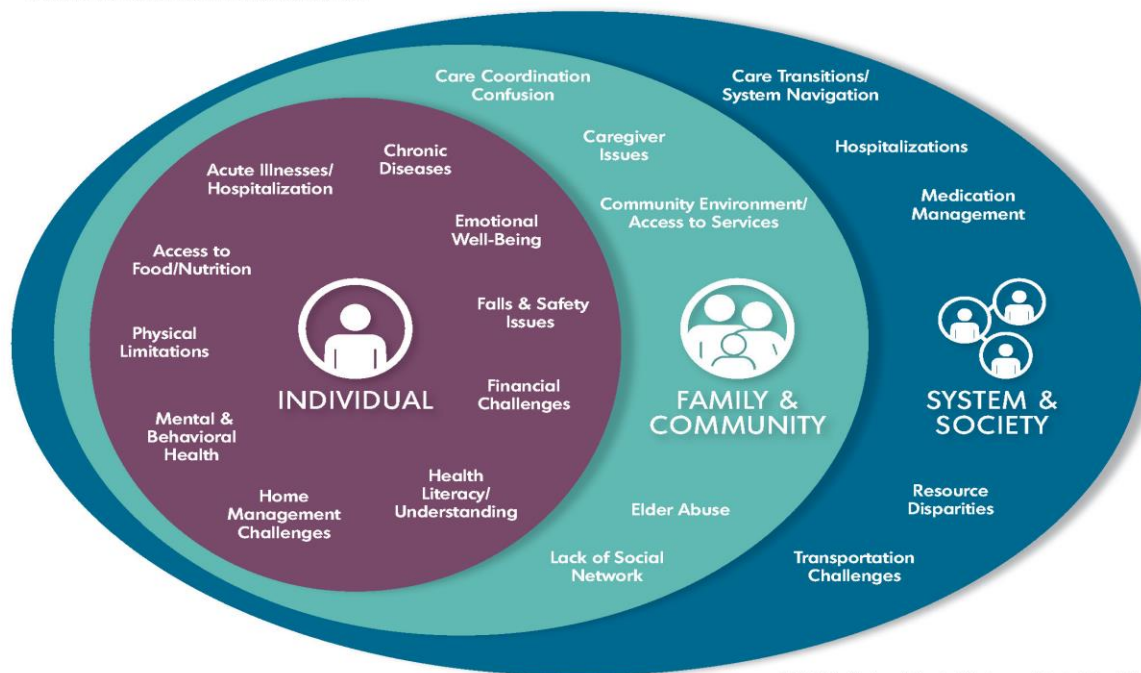 Acute Illnesses/
Hospitalization
Chronic
Diseases
Emotional
Well-Being
Access to
Food/Nutrition
Falls & Safety
Issues
Physical
Limitations
INDIVIDUAL
Financial
Challenges
Mental &
Behavioral
Health
Health
Literacy/
Understanding
Home
Management
Challenges
Care Coordination
Confusion
Caregiver
Issues
Community Environment/
Access to Services
FAMILY &
COMMUNITY
Elder Abuse
Lack of Social
Network
Care Transitions/
System Navigation
Hospitalizations
Medication
Management
SYSTEM &
SOCIETY
Resource
Disparities
Transportation
Challenges